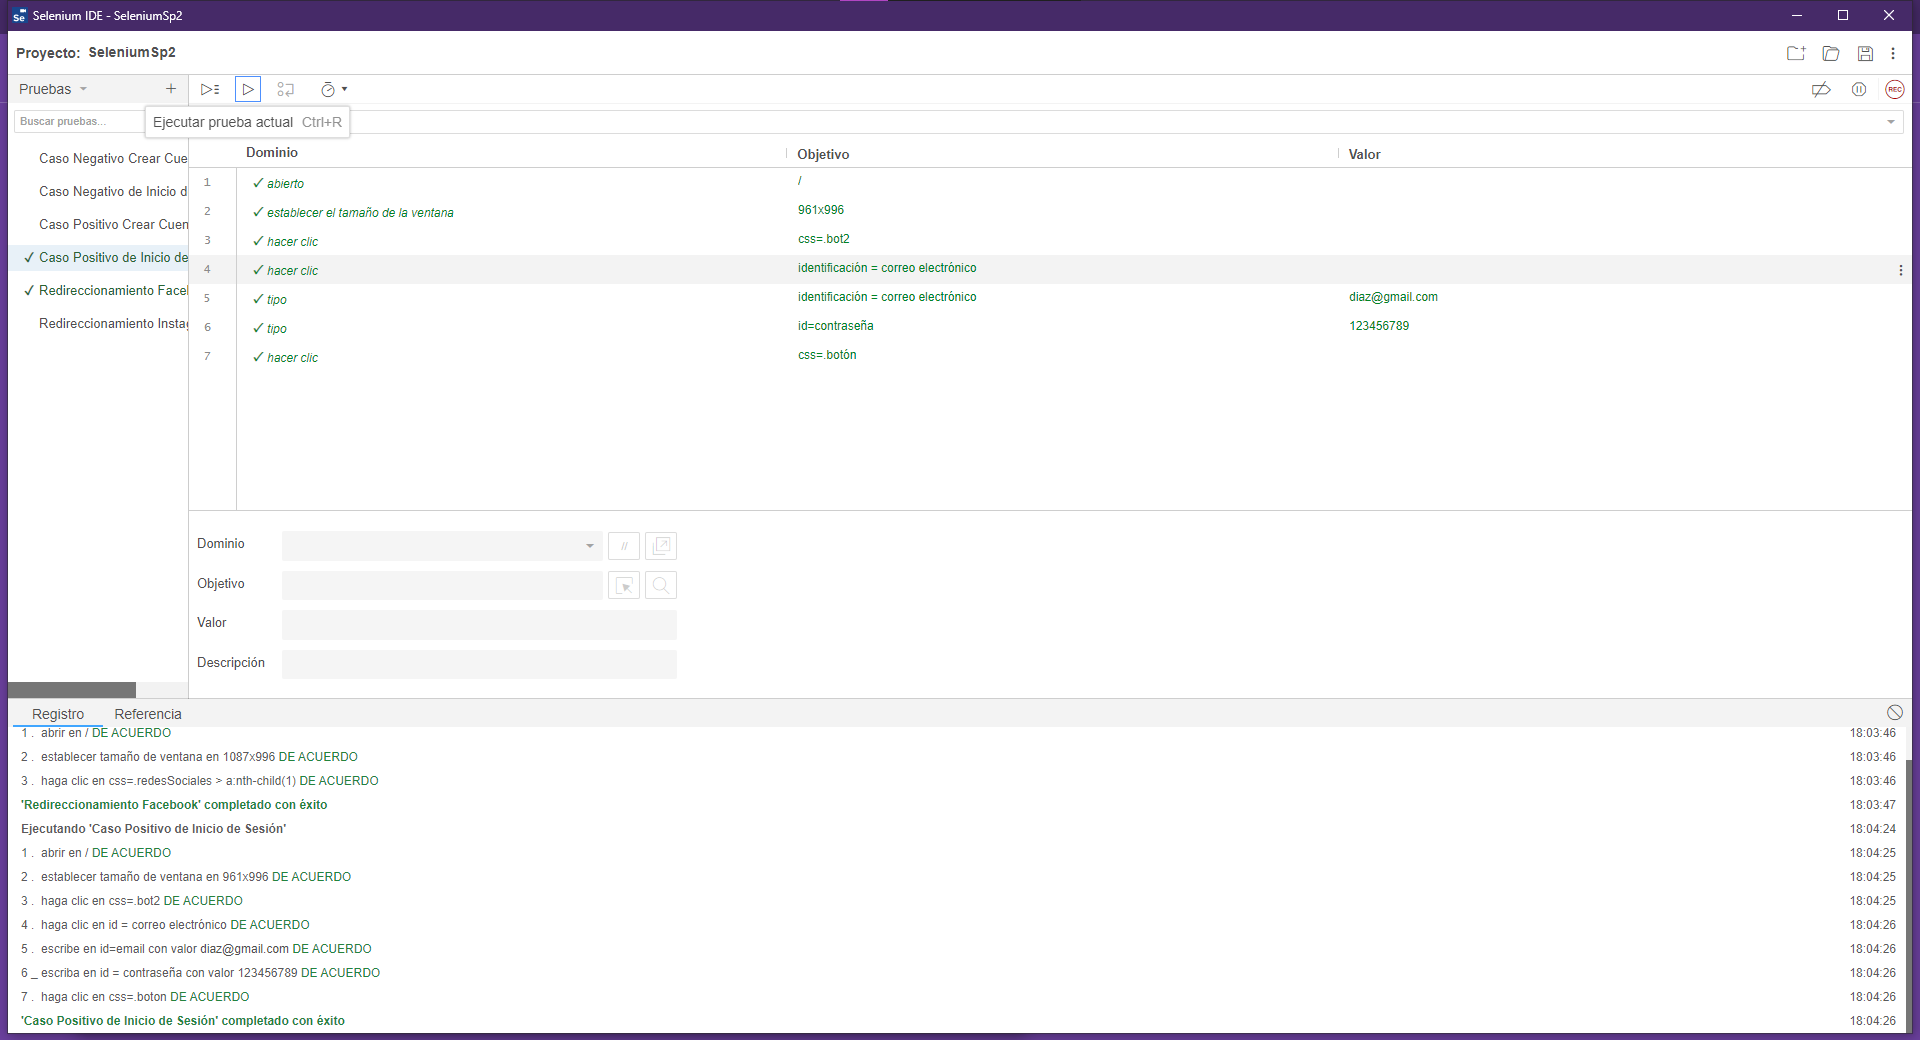 Selenium IDE - SeleniumSp2
Proyecto: SeleniumSp2
Pruebas
Ejecutar prueba actual Ctrl+R
REC
Buscar pruebas...
Dominio Objetivo Valor
Caso Negativo Crear Cue
Caso Negativo de Inicio d
Caso Positivo Crear Cuen
Caso Positivo de Inicio de
Redireccionamiento Face
Redireccionamiento Insta
1 ✓ abierto /
2 ✓ establecer el tamaño de la ventana 961x996
3 ✓ hacer clic css=.bot2
4 ✓ hacer clic identificación = correo electrónico
5 ✓ tipo identificación = correo electrónico diaz@gmail.com
6 ✓ tipo id=contraseña 123456789
7 ✓ hacer clic css=.botón
Dominio //
Objetivo
Valor
Descripción
Registro Referencia
1 . abrir en / DE ACUERDO 18:03:46
2 . establecer tamaño de ventana en 1087x996 DE ACUERDO 18:03:46
3 . haga clic en css=.redesSociales > a:nth-child(1) DE ACUERDO 18:03:46
'Redireccionamiento Facebook' completado con éxito 18:03:47
Ejecutando 'Caso Positivo de Inicio de Sesión' 18:04:24
1 . abrir en / DE ACUERDO 18:04:25
2 . establecer tamaño de ventana en 961x996 DE ACUERDO 18:04:25
3 . haga clic en css=.bot2 DE ACUERDO 18:04:25
4 . haga clic en id = correo electrónico DE ACUERDO 18:04:26
5 . escribe en id=email con valor diaz@gmail.com DE ACUERDO 18:04:26
6 _ escriba en id = contraseña con valor 123456789 DE ACUERDO 18:04:26
7 . haga clic en css=.boton DE ACUERDO 18:04:26
'Caso Positivo de Inicio de Sesión' completado con éxito 18:04:26